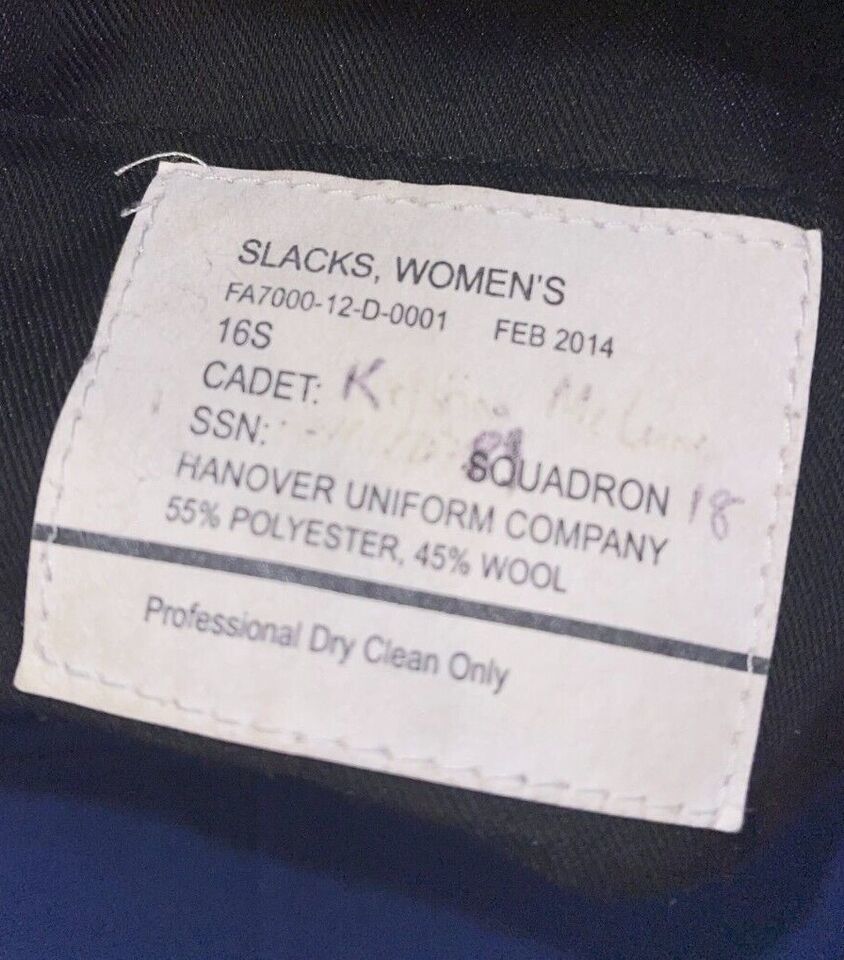 SLACKS, WOMEN'S
FA7000-12-D-0001 FEB 2014
16S
CADET: K
SSN:
SQUADRON 18
HANOVER UNIFORM COMPANY
55% POLYESTER, 45% WOOL
Professional Dry Clean Only